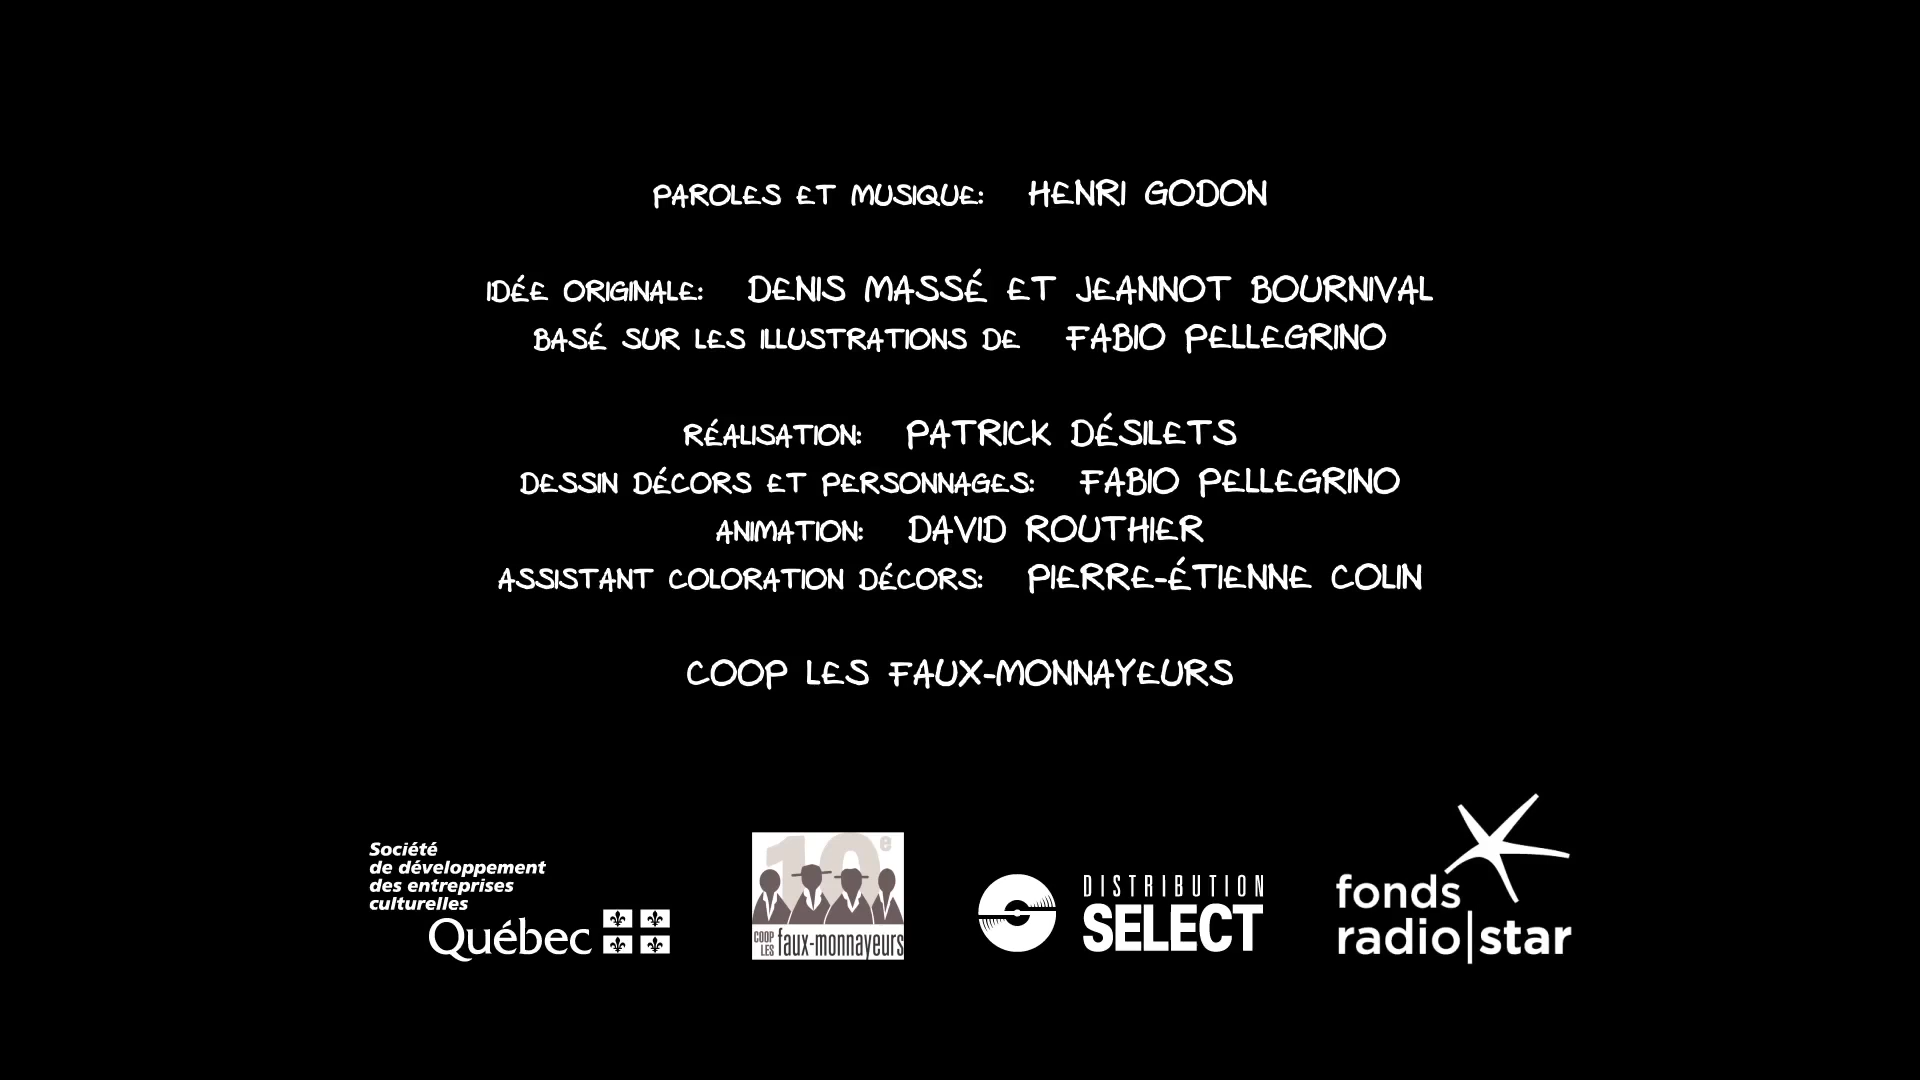 PAROLES ET MUSIQUE: HENRI GODON
IDÉE ORIGINALE: DENIS MASSÉ ET JEANNOT BOURNIVAL
BASÉ SUR LES ILLUSTRATIONS DE FABIO PELLEGRINO
RÉALISATION: PATRICK DÉSILETS
DESSIN DÉCORS ET PERSONNAGES: FABIO PELLEGRINO
ANIMATION: DAVID ROUTHIER
ASSISTANT COLORATION DÉCORS: PIERRE-ÉTIENNE COLIN
COOP LES FAUX-MONNAYEURS
Société
de développement
des entreprises
culturelles
Québec
10e
COOP LES faux-monnayeurs
DISTRIBUTION
SELECT
fonds
radio|star